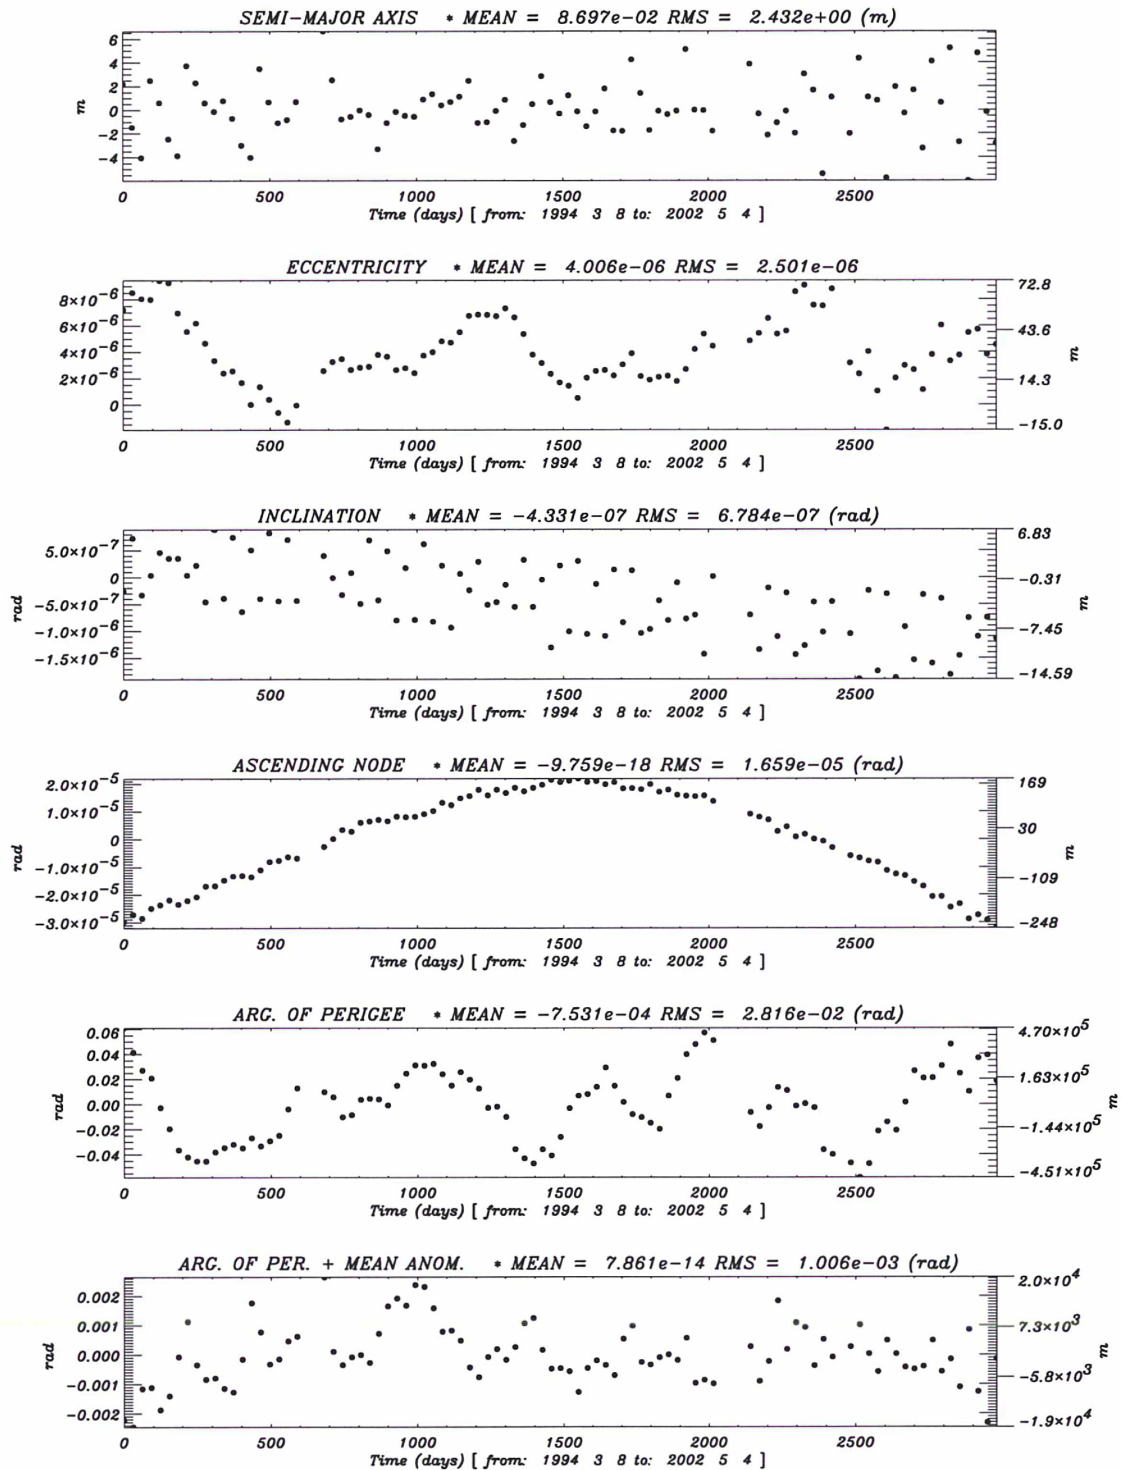 SEMI-MAJOR AXIS * MEAN = 8.697e-02 RMS = 2.432e+00 (m)
6
4
2
0
-2
-4
m
0 500 1000 1500 2000 2500
Time (days) [ from: 1994 3 8 to: 2002 5 4 ]
ECCENTRICITY * MEAN = 4.006e-06 RMS = 2.501e-06
8×10⁻⁶ 72.8
6×10⁻⁶ 43.6
4×10⁻⁶
2×10⁻⁶ 14.3
0 -15.0
m
0 500 1000 1500 2000 2500
Time (days) [ from: 1994 3 8 to: 2002 5 4 ]
INCLINATION * MEAN = -4.331e-07 RMS = 6.784e-07 (rad)
5.0×10⁻⁷ 6.83
0 -0.31
-5.0×10⁻⁷
-1.0×10⁻⁶ -7.45
-1.5×10⁻⁶ -14.59
rad m
0 500 1000 1500 2000 2500
Time (days) [ from: 1994 3 8 to: 2002 5 4 ]
ASCENDING NODE * MEAN = -9.759e-18 RMS = 1.659e-05 (rad)
2.0×10⁻⁵ 169
1.0×10⁻⁵ 30
0
-1.0×10⁻⁵ -109
-2.0×10⁻⁵
-3.0×10⁻⁵ -248
rad m
0 500 1000 1500 2000 2500
Time (days) [ from: 1994 3 8 to: 2002 5 4 ]
ARG. OF PERIGEE * MEAN = -7.531e-04 RMS = 2.816e-02 (rad)
0.06 4.70×10⁵
0.04
0.02 1.63×10⁵
0.00
-0.02 -1.44×10⁵
-0.04 -4.51×10⁵
rad m
0 500 1000 1500 2000 2500
Time (days) [ from: 1994 3 8 to: 2002 5 4 ]
ARG. OF PER. + MEAN ANOM. * MEAN = 7.861e-14 RMS = 1.006e-03 (rad)
0.002 2.0×10⁴
0.001 7.3×10³
0.000
-0.001 -5.8×10³
-0.002 -1.9×10⁴
rad m
0 500 1000 1500 2000 2500
Time (days) [ from: 1994 3 8 to: 2002 5 4 ]